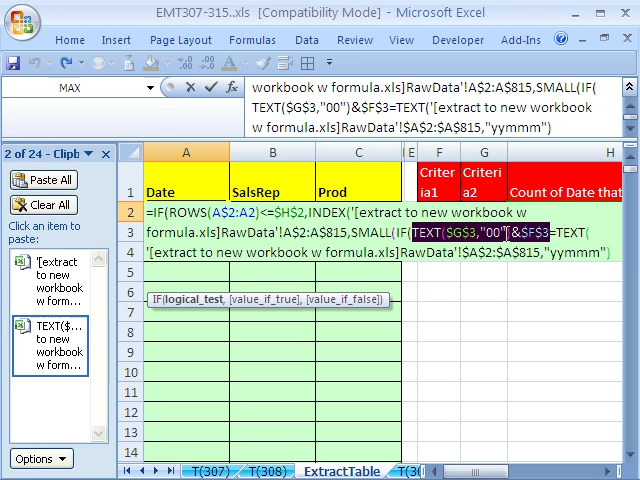 EMT307-315..xls [Compatibility Mode] - Microsoft Excel
Home Insert Page Layout Formulas Data Review View Developer Add-Ins
MAX
workbook w formula.xls]RawData'!A$2:A$815,SMALL(IF(
TEXT($G$3,"00")&$F$3=TEXT('[extract to new workbook
w formula.xls]RawData'!$A$2:$A$815,"yymmm")
2 of 24 - Clipb
Paste All
Clear All
Click an item to
paste:
'[extract
to new
workbook
w form...
TEXT($...
to new
workbook
w form...
Options
A B C E F G H
1 Date SalsRep Prod Criter
ia1 Criteri
a2 Count of Date that
2 =IF(ROWS(A$2:A2)<=$H$2,INDEX('[extract to new workbook w
3 formula.xls]RawData'!A$2:A$815,SMALL(IF(TEXT($G$3,"00")&$F$3=TEXT(
4 '[extract to new workbook w formula.xls]RawData'!$A$2:$A$815,"yymmm")
5
6
IF(logical_test, [value_if_true], [value_if_false])
7
8
9
10
11
12
13
14
T(307) T(308) ExtractTable T(30